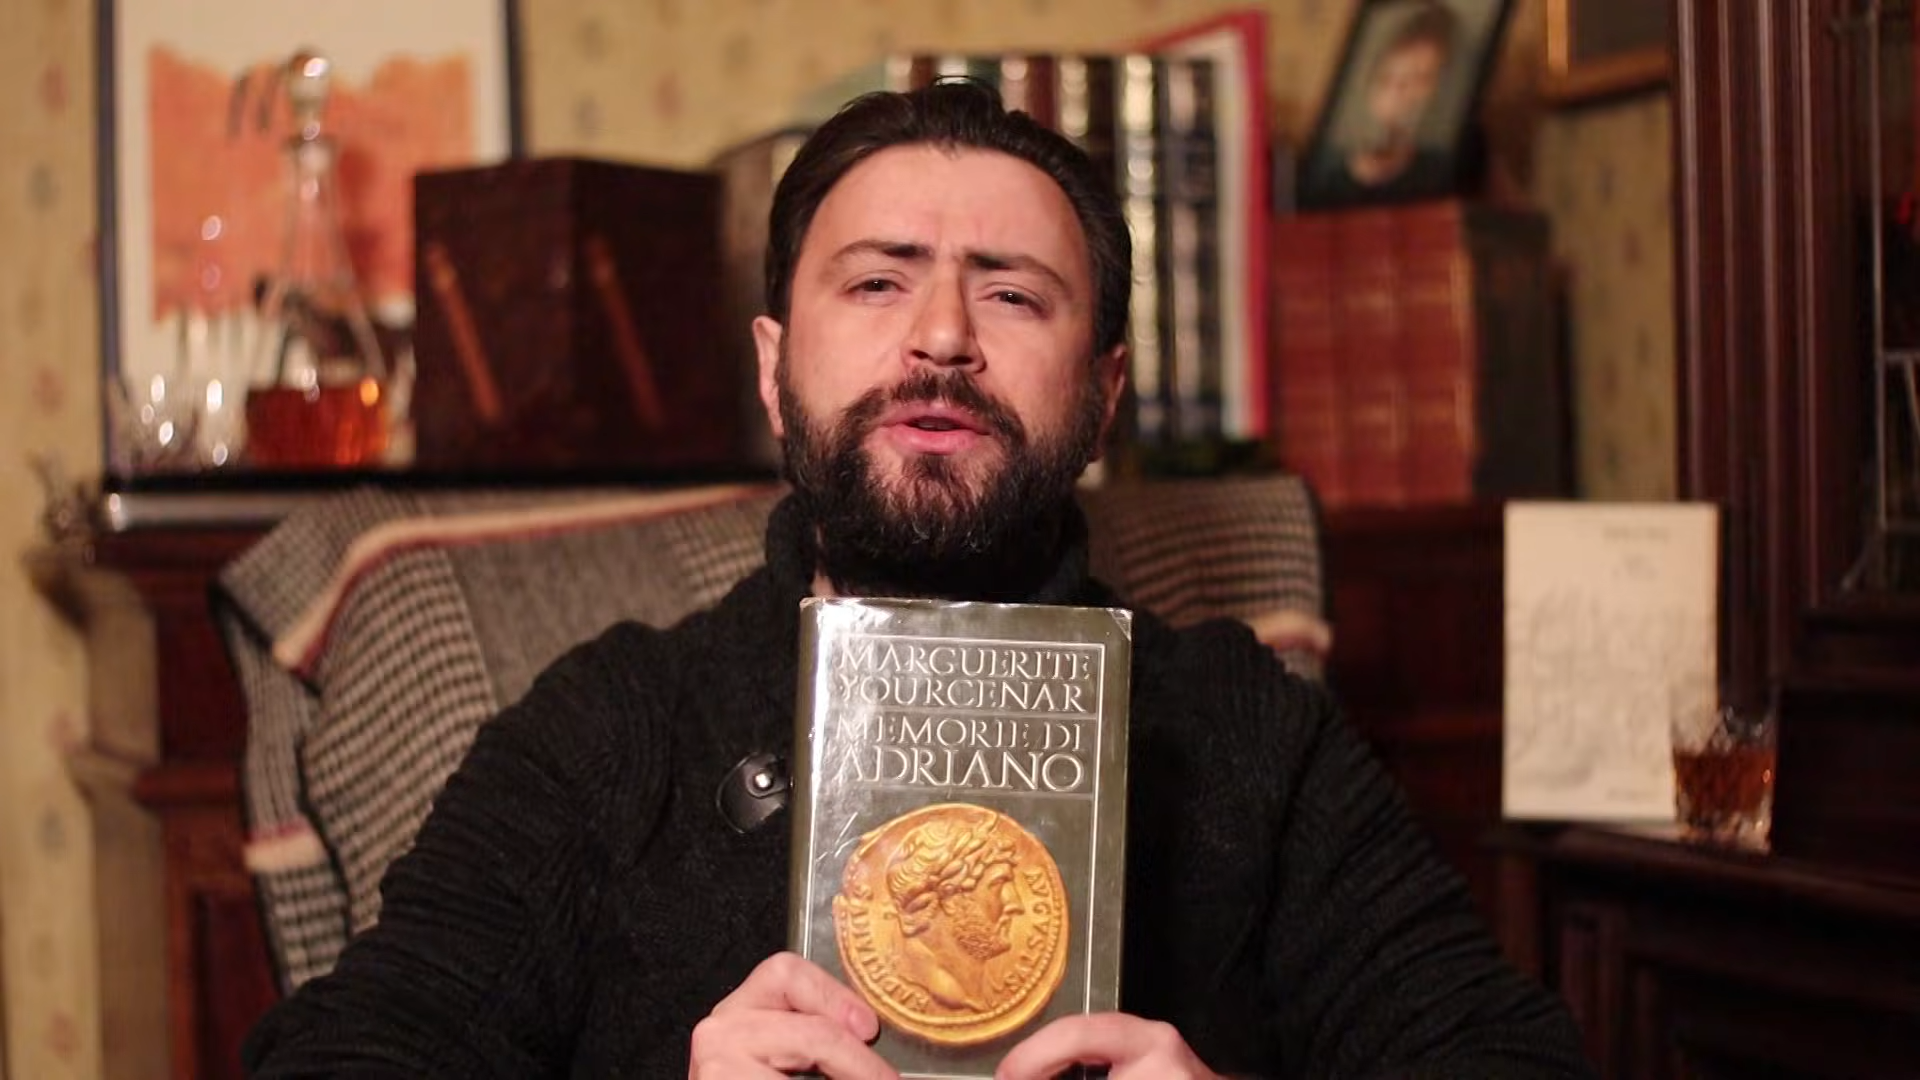 MARGUERITE
YOURCENAR
MEMORIE DI
ADRIANO
HADRIANVS
AVGVSTVS